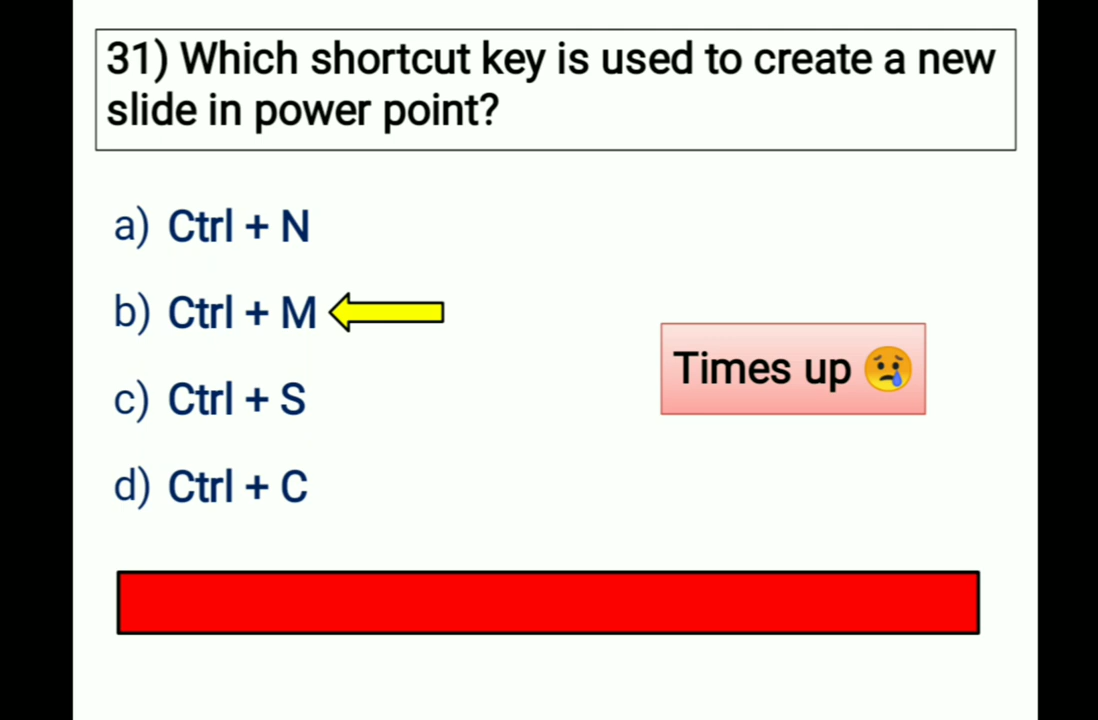 31) Which shortcut key is used to create a new
slide in power point?
a) Ctrl + N
b) Ctrl + M
c) Ctrl + S
d) Ctrl + C
Times up 😢